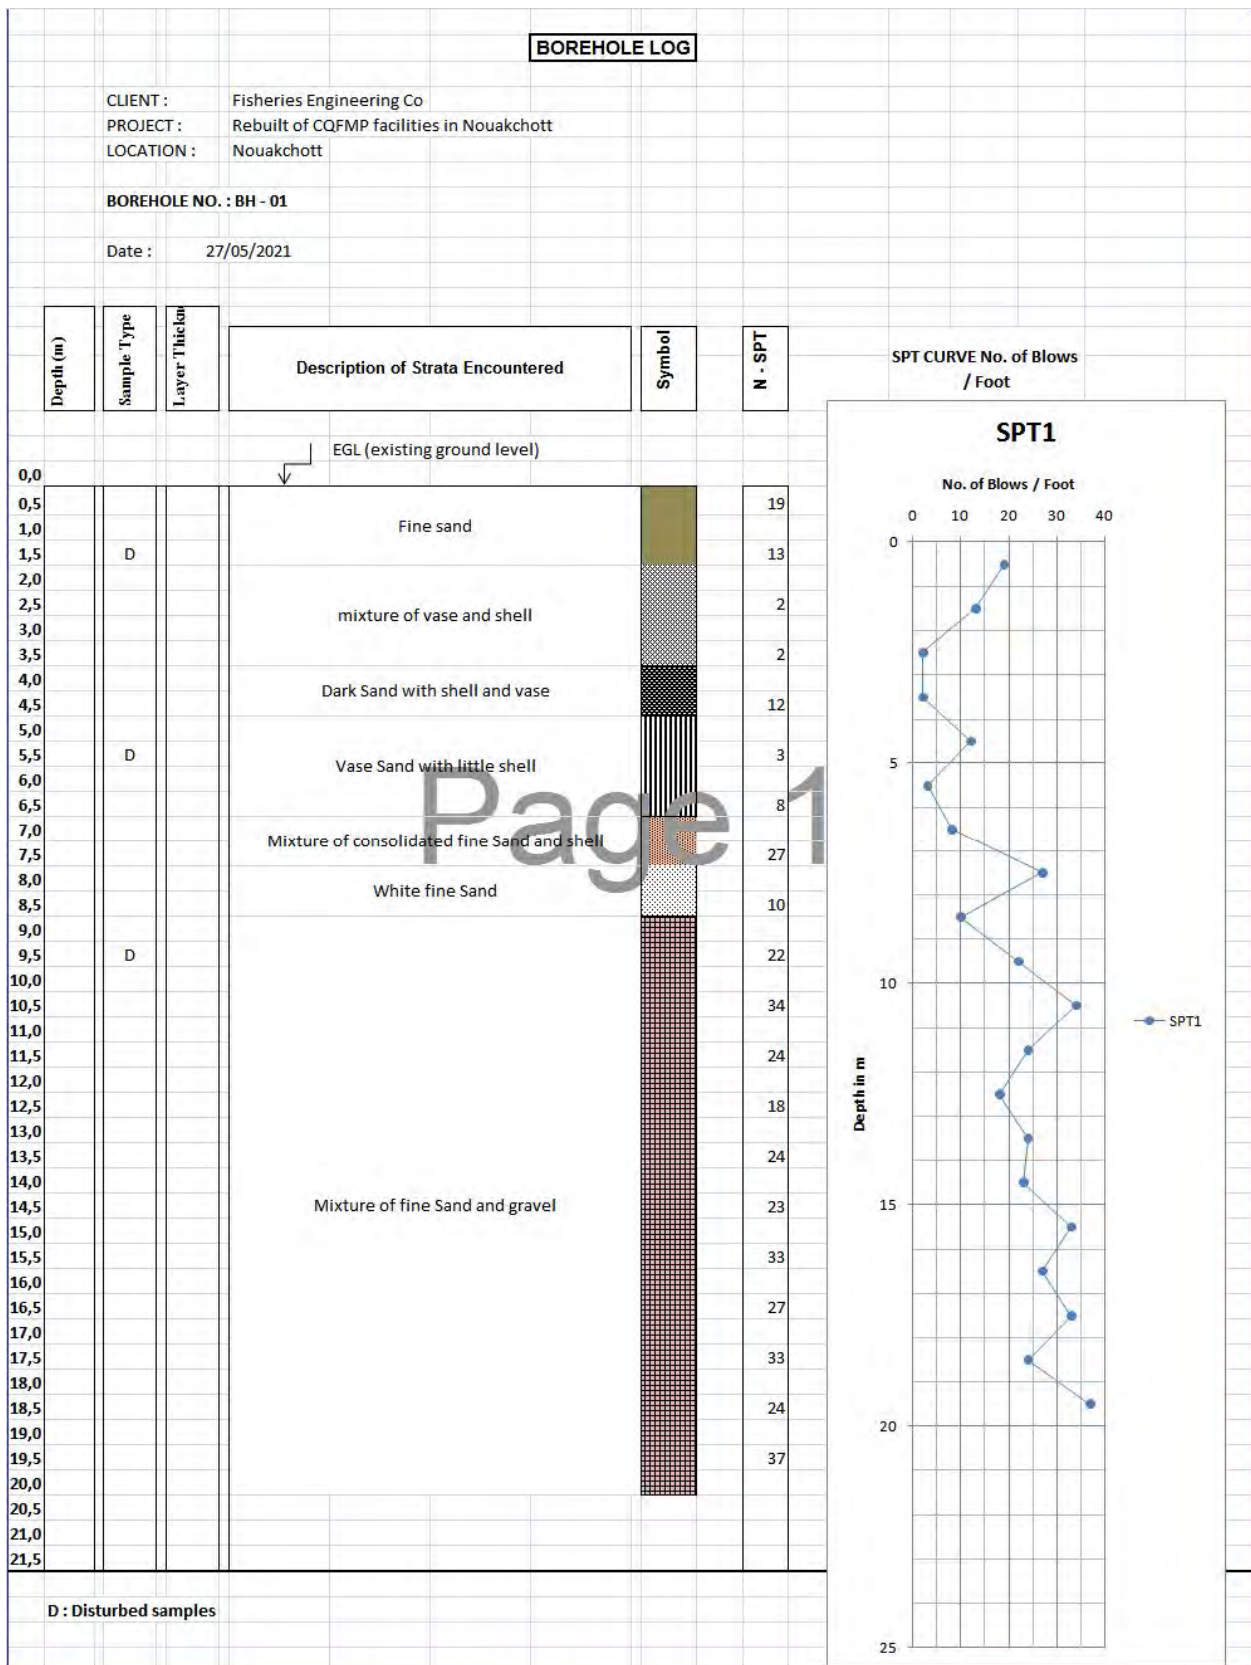 BOREHOLE LOG
CLIENT : Fisheries Engineering Co
PROJECT : Rebuilt of CQFMP facilities in Nouakchott
LOCATION : Nouakchott
BOREHOLE NO. : BH - 01
Date : 27/05/2021
Depth (m)
Sample Type
Layer Thickn
Description of Strata Encountered
Symbol
N - SPT
SPT CURVE No. of Blows
/ Foot
EGL (existing ground level)
0,0
0,5 19
Fine sand
1,0
1,5 D 13
2,0
2,5 2
mixture of vase and shell
3,0
3,5 2
4,0
Dark Sand with shell and vase
4,5 12
5,0
5,5 D 3
Vase Sand with little shell
6,0
6,5 8
7,0
Mixture of consolidated fine Sand and shell
7,5 27
8,0
White fine Sand
8,5 10
9,0
9,5 D 22
10,0
10,5 34
11,0
11,5 24
12,0
12,5 18
13,0
13,5 24
14,0
14,5 Mixture of fine Sand and gravel 23
15,0
15,5 33
16,0
16,5 27
17,0
17,5 33
18,0
18,5 24
19,0
19,5 37
20,0
20,5
21,0
21,5
Page 1
D : Disturbed samples
SPT1
No. of Blows / Foot
0 10 20 30 40
0
5
10
15
20
25
Depth in m
SPT1